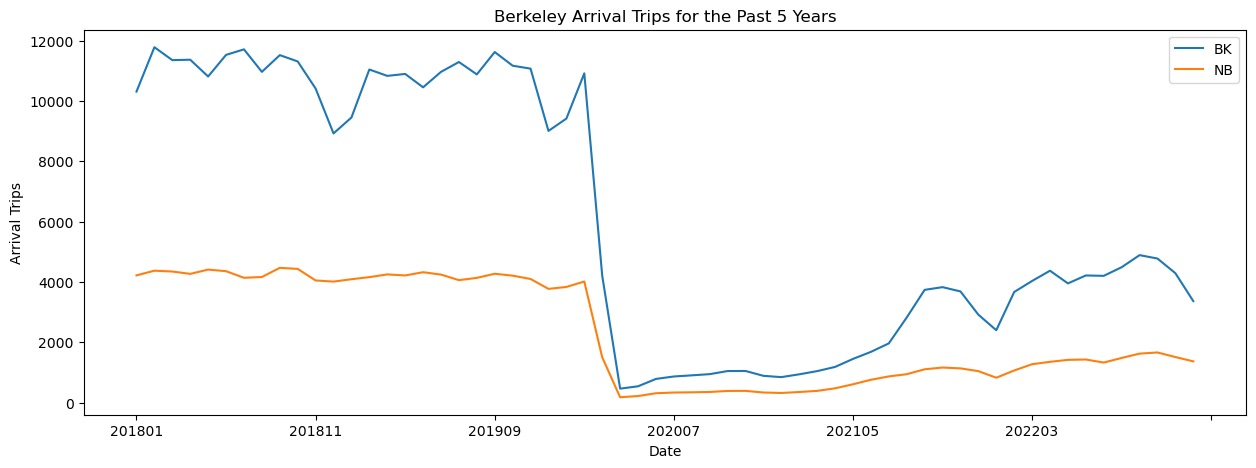 Berkeley Arrival Trips for the Past 5 Years
12000
10000
8000
6000
4000
2000
0
Arrival Trips
BK
NB
201801
201811
201909
202007
202105
202203
Date